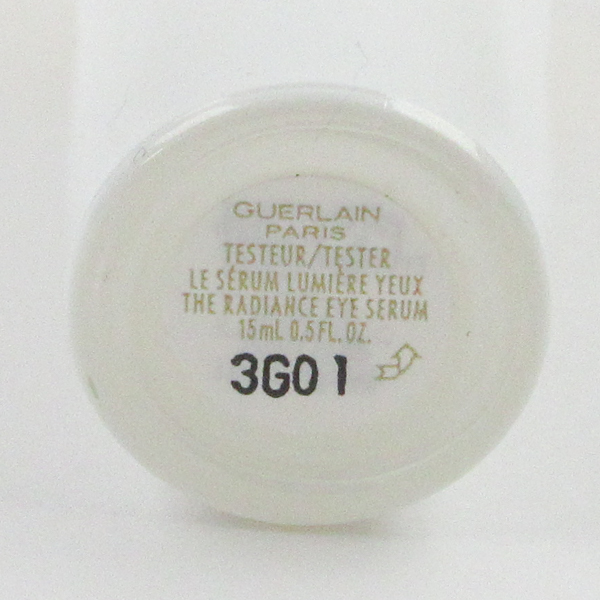 GUERLAIN
PARIS
TESTEUR/TESTER
LE SÉRUM LUMIÈRE YEUX
THE RADIANCE EYE SERUM
15mL 0.5 FL. OZ.
3G01